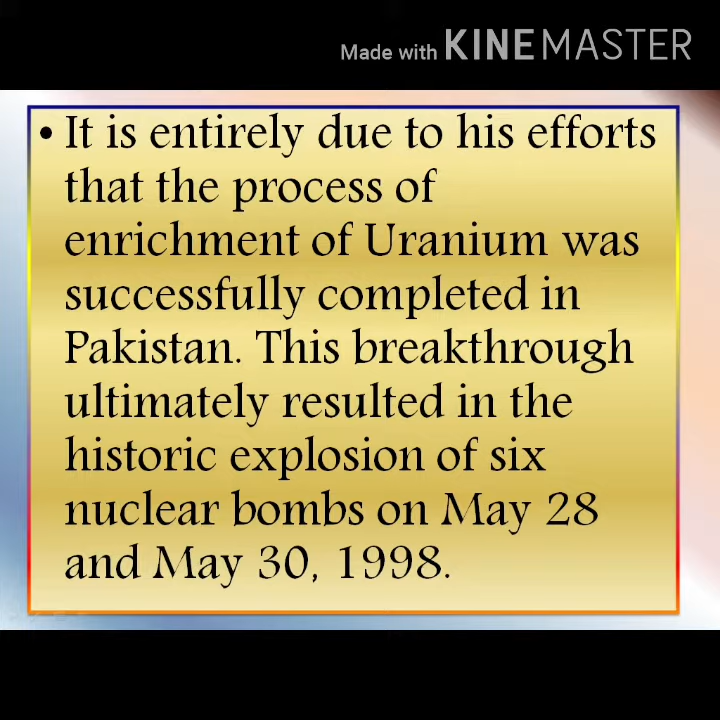 Made with KINEMASTER
• It is entirely due to his efforts
that the process of
enrichment of Uranium was
successfully completed in
Pakistan. This breakthrough
ultimately resulted in the
historic explosion of six
nuclear bombs on May 28
and May 30, 1998.